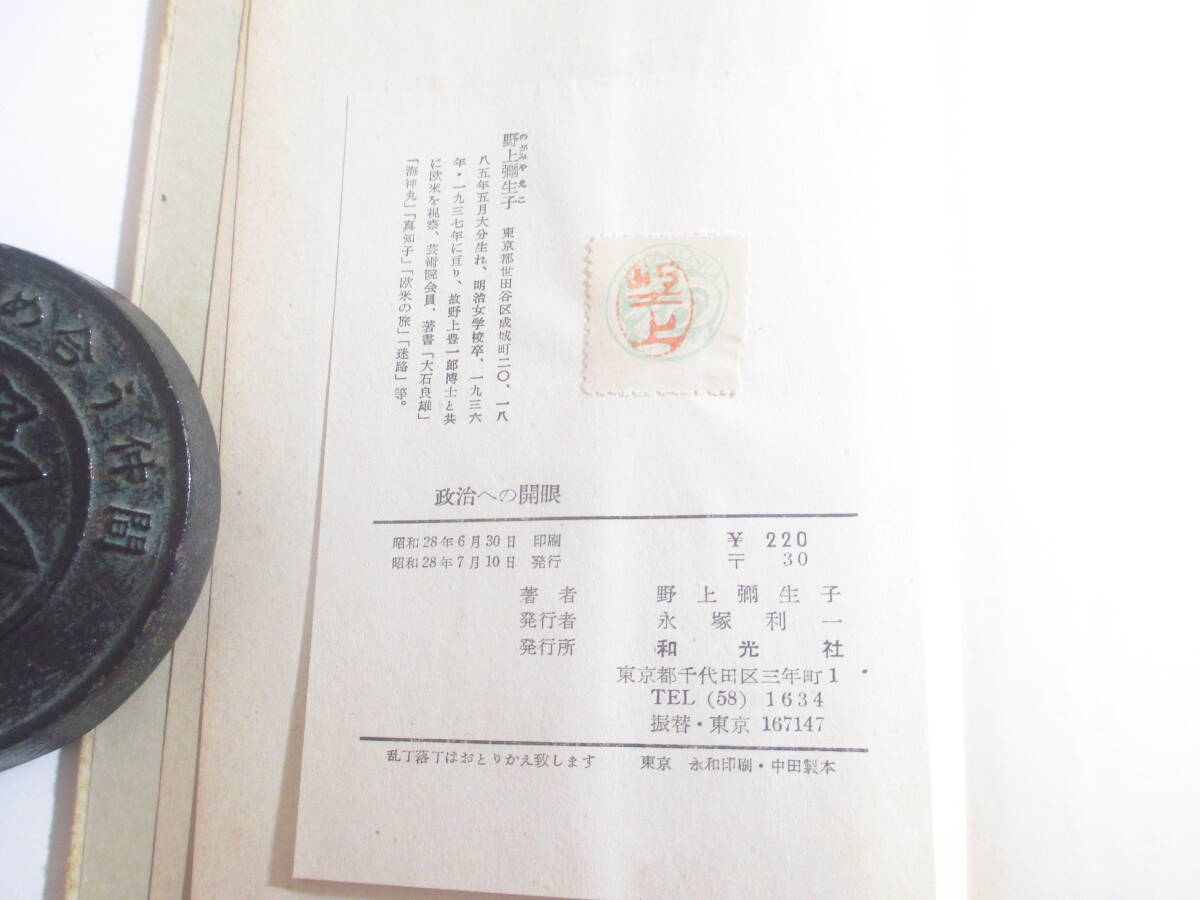 野上彌生子 東京都世田谷区成城町二〇、一八
のがみやえこ
八五年五月大分生れ、明治女学校卒、一九三六
年・一九三七年に亘り、故野上豊一郎博士と共
に欧米を視察、芸術院会員、著書「大石良雄」
「海神丸」「真知子」「欧米の旅」「迷路」等。
野上
政治への開眼
昭和28年6月30日 印刷 ¥ 220
昭和28年7月10日 発行 〒 30
著者 野上彌生子
発行者 永塚利一
発行所 和光社
東京都千代田区三年町1
TEL (58) 1634
振替・東京 167147
乱丁落丁はおとりかえ致します 東京 永和印刷・中田製本
め合う仲間